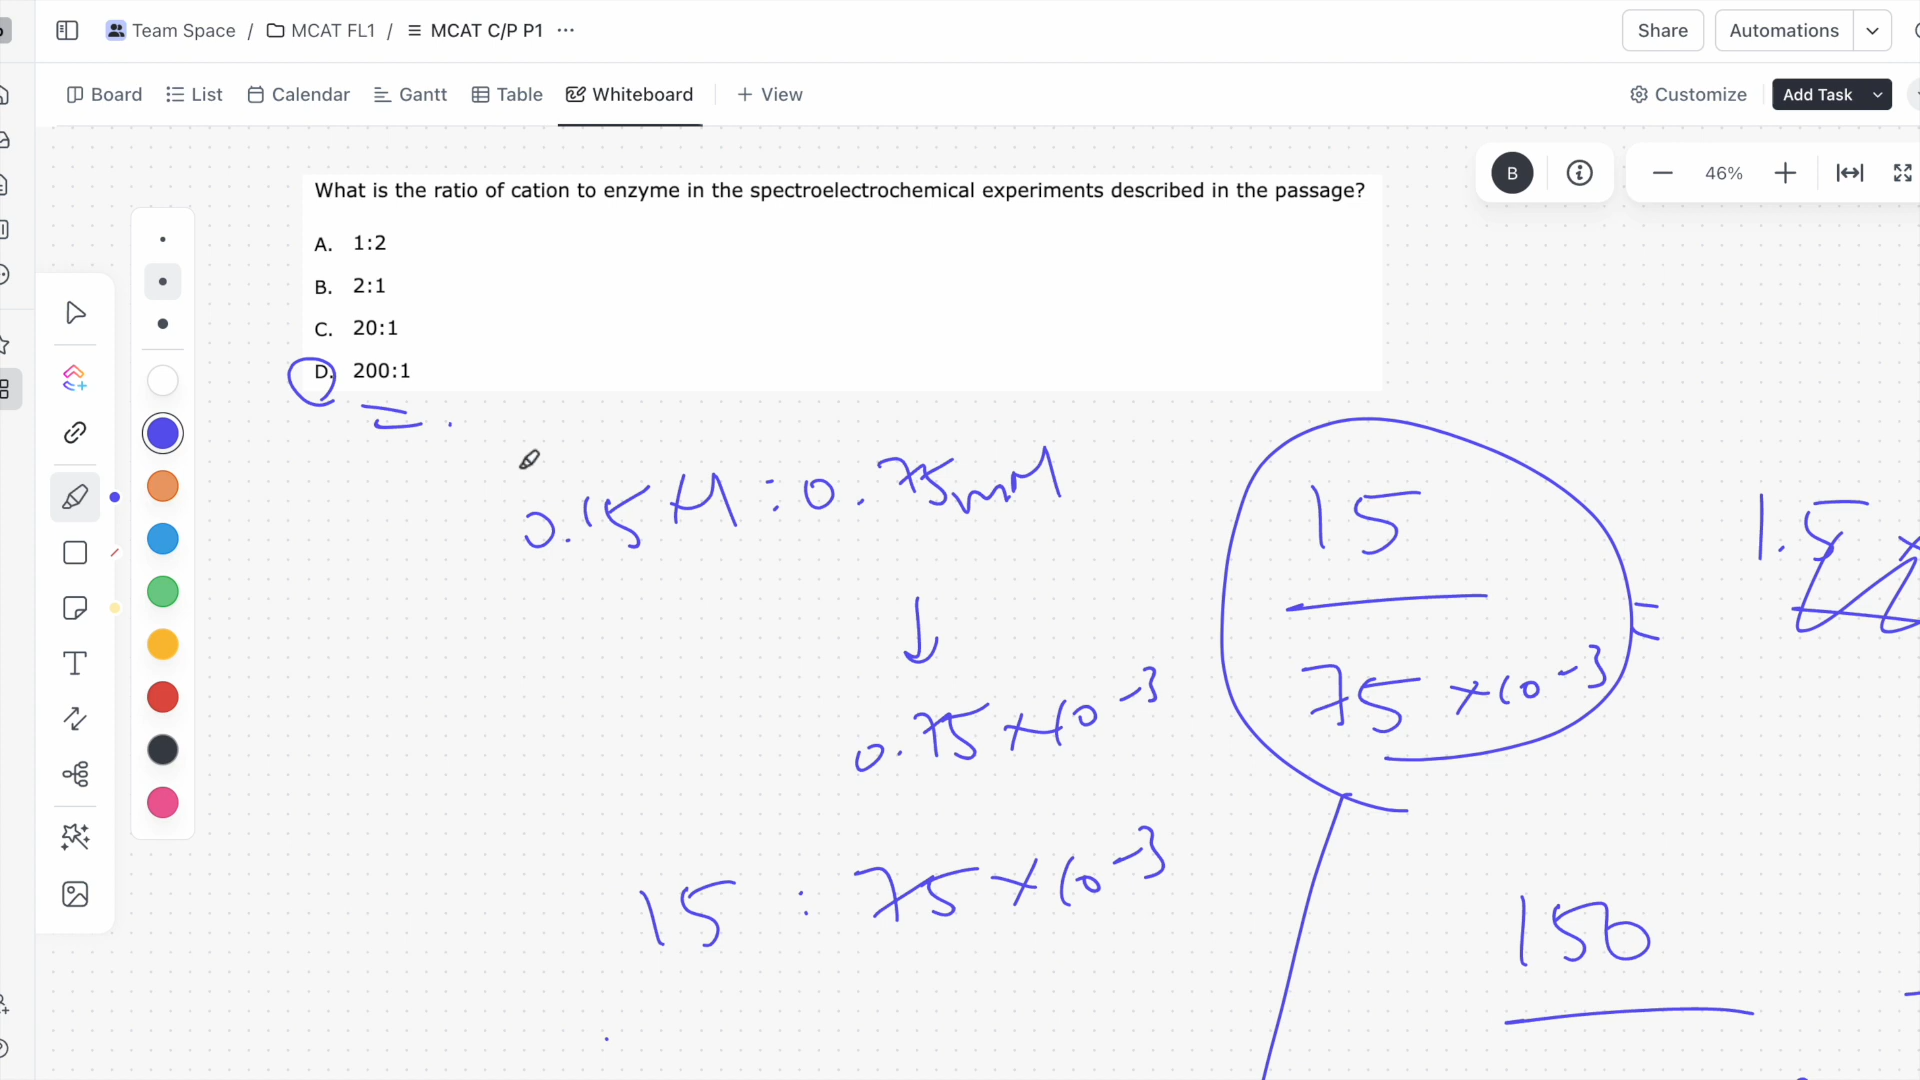 Team Space / MCAT FL1 / MCAT C/P P1 ...
Share
Automations
Board
List
Calendar
Gantt
Table
Whiteboard
+ View
Customize
Add Task
B
46%
What is the ratio of cation to enzyme in the spectroelectrochemical experiments described in the passage?
A. 1:2
B. 2:1
C. 20:1
D. 200:1
0.15 M : 0.75 mM
15
75 x 10 -3
=
1.5 x
0.75 x 10 -3
15 : 75 x 10 -3
150
T